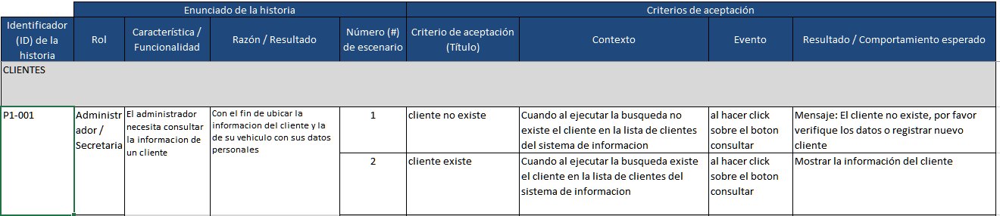 Enunciado de la historia
Criterios de aceptación
Identificador
(ID) de la
historia
Rol
Característica /
Funcionalidad
Razón / Resultado
Número (#)
de escenario
Criterio de aceptación
(Título)
Contexto
Evento
Resultado / Comportamiento esperado
CLIENTES
P1-001
Administr
ador /
Secretaria
El administrador
necesita consultar
la informacion de
un cliente
Con el fin de ubicar la
informacion del cliente y la
de su vehiculo con sus datos
personales
1
cliente no existe
Cuando al ejecutar la busqueda no
existe el cliente en la lista de clientes
del sistema de informacion
al hacer click
sobre el boton
consultar
Mensaje: El cliente no existe, por favor
verifique los datos o registrar nuevo
cliente
2
cliente existe
Cuando al ejecutar la busqueda existe
el cliente en la lista de clientes del
sistema de informacion
al hacer click
sobre el boton
consultar
Mostrar la información del cliente